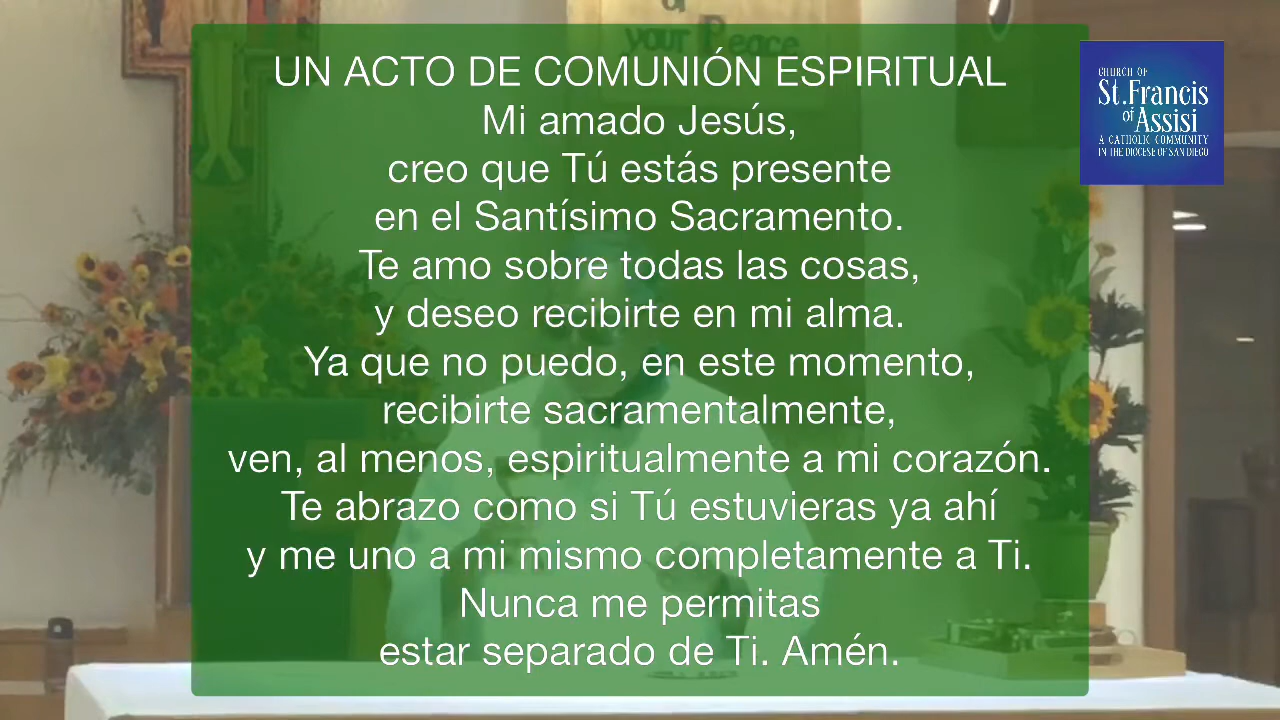 your Peace
UN ACTO DE COMUNIÓN ESPIRITUAL
Mi amado Jesús,
creo que Tú estás presente
en el Santísimo Sacramento.
Te amo sobre todas las cosas,
y deseo recibirte en mi alma.
Ya que no puedo, en este momento,
recibirte sacramentalmente,
ven, al menos, espiritualmente a mi corazón.
Te abrazo como si Tú estuvieras ya ahí
y me uno a mi mismo completamente a Ti.
Nunca me permitas
estar separado de Ti. Amén.
CHURCH OF
St. Francis
of
Assisi
A CATHOLIC COMMUNITY
IN THE DIOCESE OF SAN DIEGO